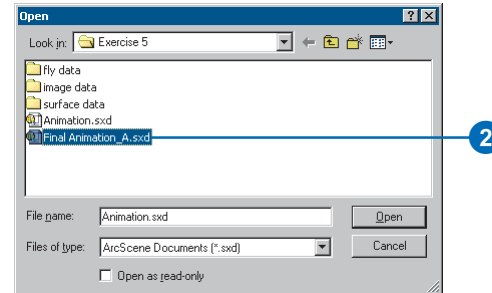 Open
Look in: Exercise 5
fly data
image data
surface data
Animation.sxd
Final Animation_A.sxd
2
File name: Animation.sxd Open
Files of type: ArcScene Documents (*.sxd) Cancel
Open as read-only